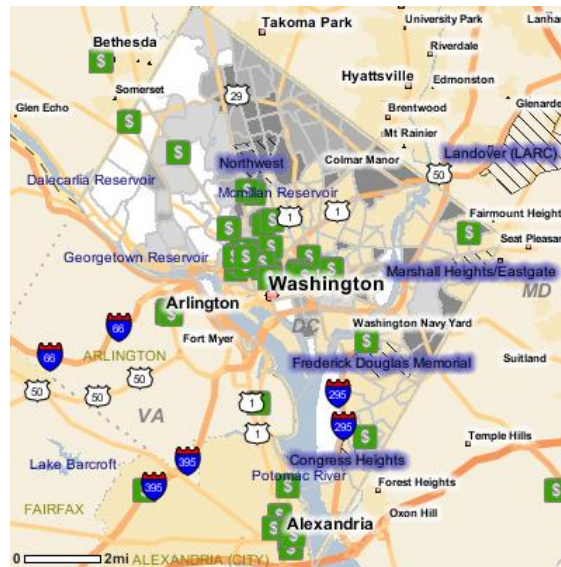 Takoma Park
University Park
Lanha
Bethesda
Riverdale
$
Hyattsville
Edmonston
Somerset
29
Glenarde
Glen Echo
Brentwood
$
Mt Rainier
$
Northwest
Colmar Manor
Landover (LARC)
50
Dalecarlia Reservoir
Mcmillan Reservoir
1
1
Fairmount Height
$
$
$
Seat Pleasan
Georgetown Reservoir
$
$
$
$
Marshall Heights/Eastgate
Washington
MD
Arlington
$
DC
Washington Navy Yard
66
Fort Myer
$
66
ARLINGTON
Frederick Douglas Memorial
Suitland
50
50
50
295
1
VA
295
1
$
Temple Hills
Lake Barcroft
395
Congress Heights
Potomac River
395
$
Forest Heights
$
FAIRFAX
Oxon Hill
$
Alexandria
$
0
2mi
ALEXANDRIA (CITY)